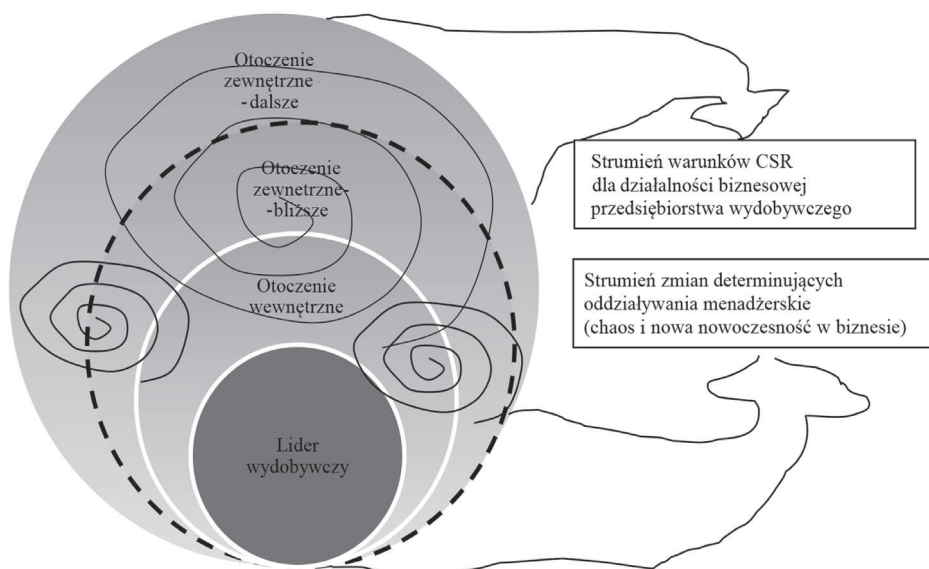 Otoczenie
zewnętrzne
-dalsze
Otoczenie
zewnetrzne-
-bliższe
Otoczenie
wewnętrzne
Lider
wydobywczy
Strumień warunków CSR
dla działalności biznesowej
przedsiębiorstwa wydobywczego
Strumień zmian determinujących
oddziaływania menadżerskie
(chaos i nowa nowoczesność w biznesie)